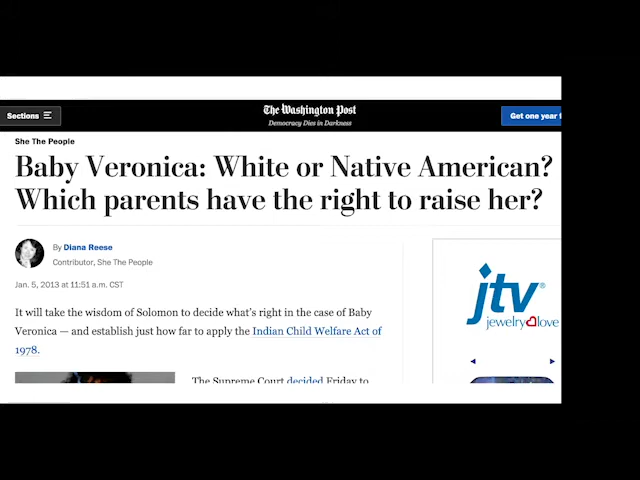 Sections
The Washington Post
Democracy Dies in Darkness
Get one year
She The People
Baby Veronica: White or Native American?
Which parents have the right to raise her?
By Diana Reese
Contributor, She The People
Jan. 5, 2013 at 11:51 a.m. CST
It will take the wisdom of Solomon to decide what's right in the case of Baby
Veronica — and establish just how far to apply the Indian Child Welfare Act of
1978.
The Supreme Court decided Friday to
jtv®
jewelry love